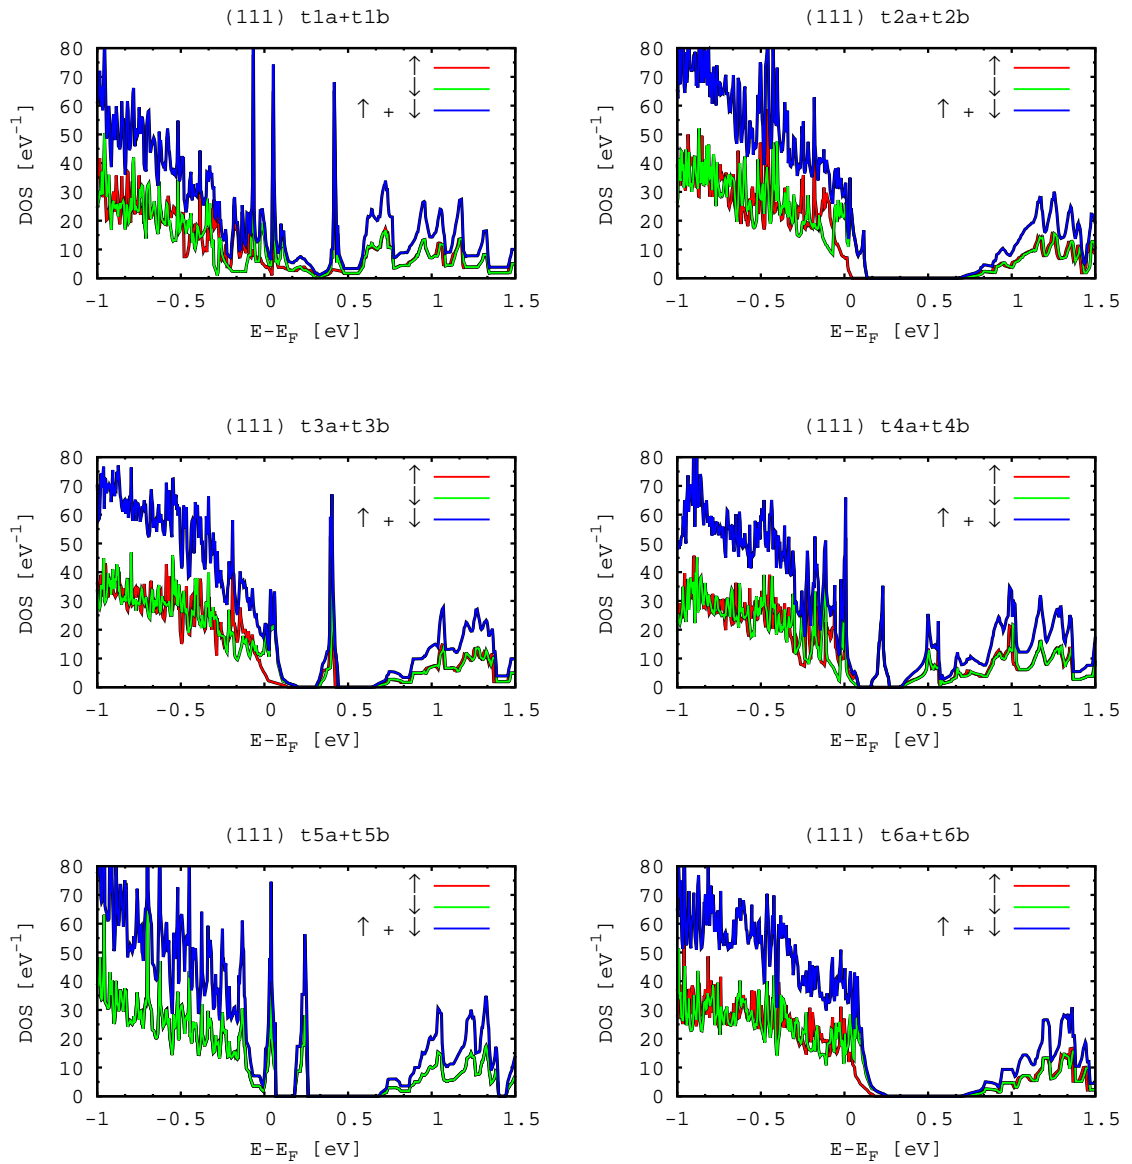 (111) t1a+t1b
DOS [eV⁻¹]
80
70
60
50
40
30
20
10
0
↑
↓
↑ + ↓
-1 -0.5 0 0.5 1 1.5
E-E_F [eV]
(111) t2a+t2b
DOS [eV⁻¹]
80
70
60
50
40
30
20
10
0
↑
↓
↑ + ↓
-1 -0.5 0 0.5 1 1.5
E-E_F [eV]
(111) t3a+t3b
DOS [eV⁻¹]
80
70
60
50
40
30
20
10
0
↑
↓
↑ + ↓
-1 -0.5 0 0.5 1 1.5
E-E_F [eV]
(111) t4a+t4b
DOS [eV⁻¹]
80
70
60
50
40
30
20
10
0
↑
↓
↑ + ↓
-1 -0.5 0 0.5 1 1.5
E-E_F [eV]
(111) t5a+t5b
DOS [eV⁻¹]
80
70
60
50
40
30
20
10
0
↑
↓
↑ + ↓
-1 -0.5 0 0.5 1 1.5
E-E_F [eV]
(111) t6a+t6b
DOS [eV⁻¹]
80
70
60
50
40
30
20
10
0
↑
↓
↑ + ↓
-1 -0.5 0 0.5 1 1.5
E-E_F [eV]